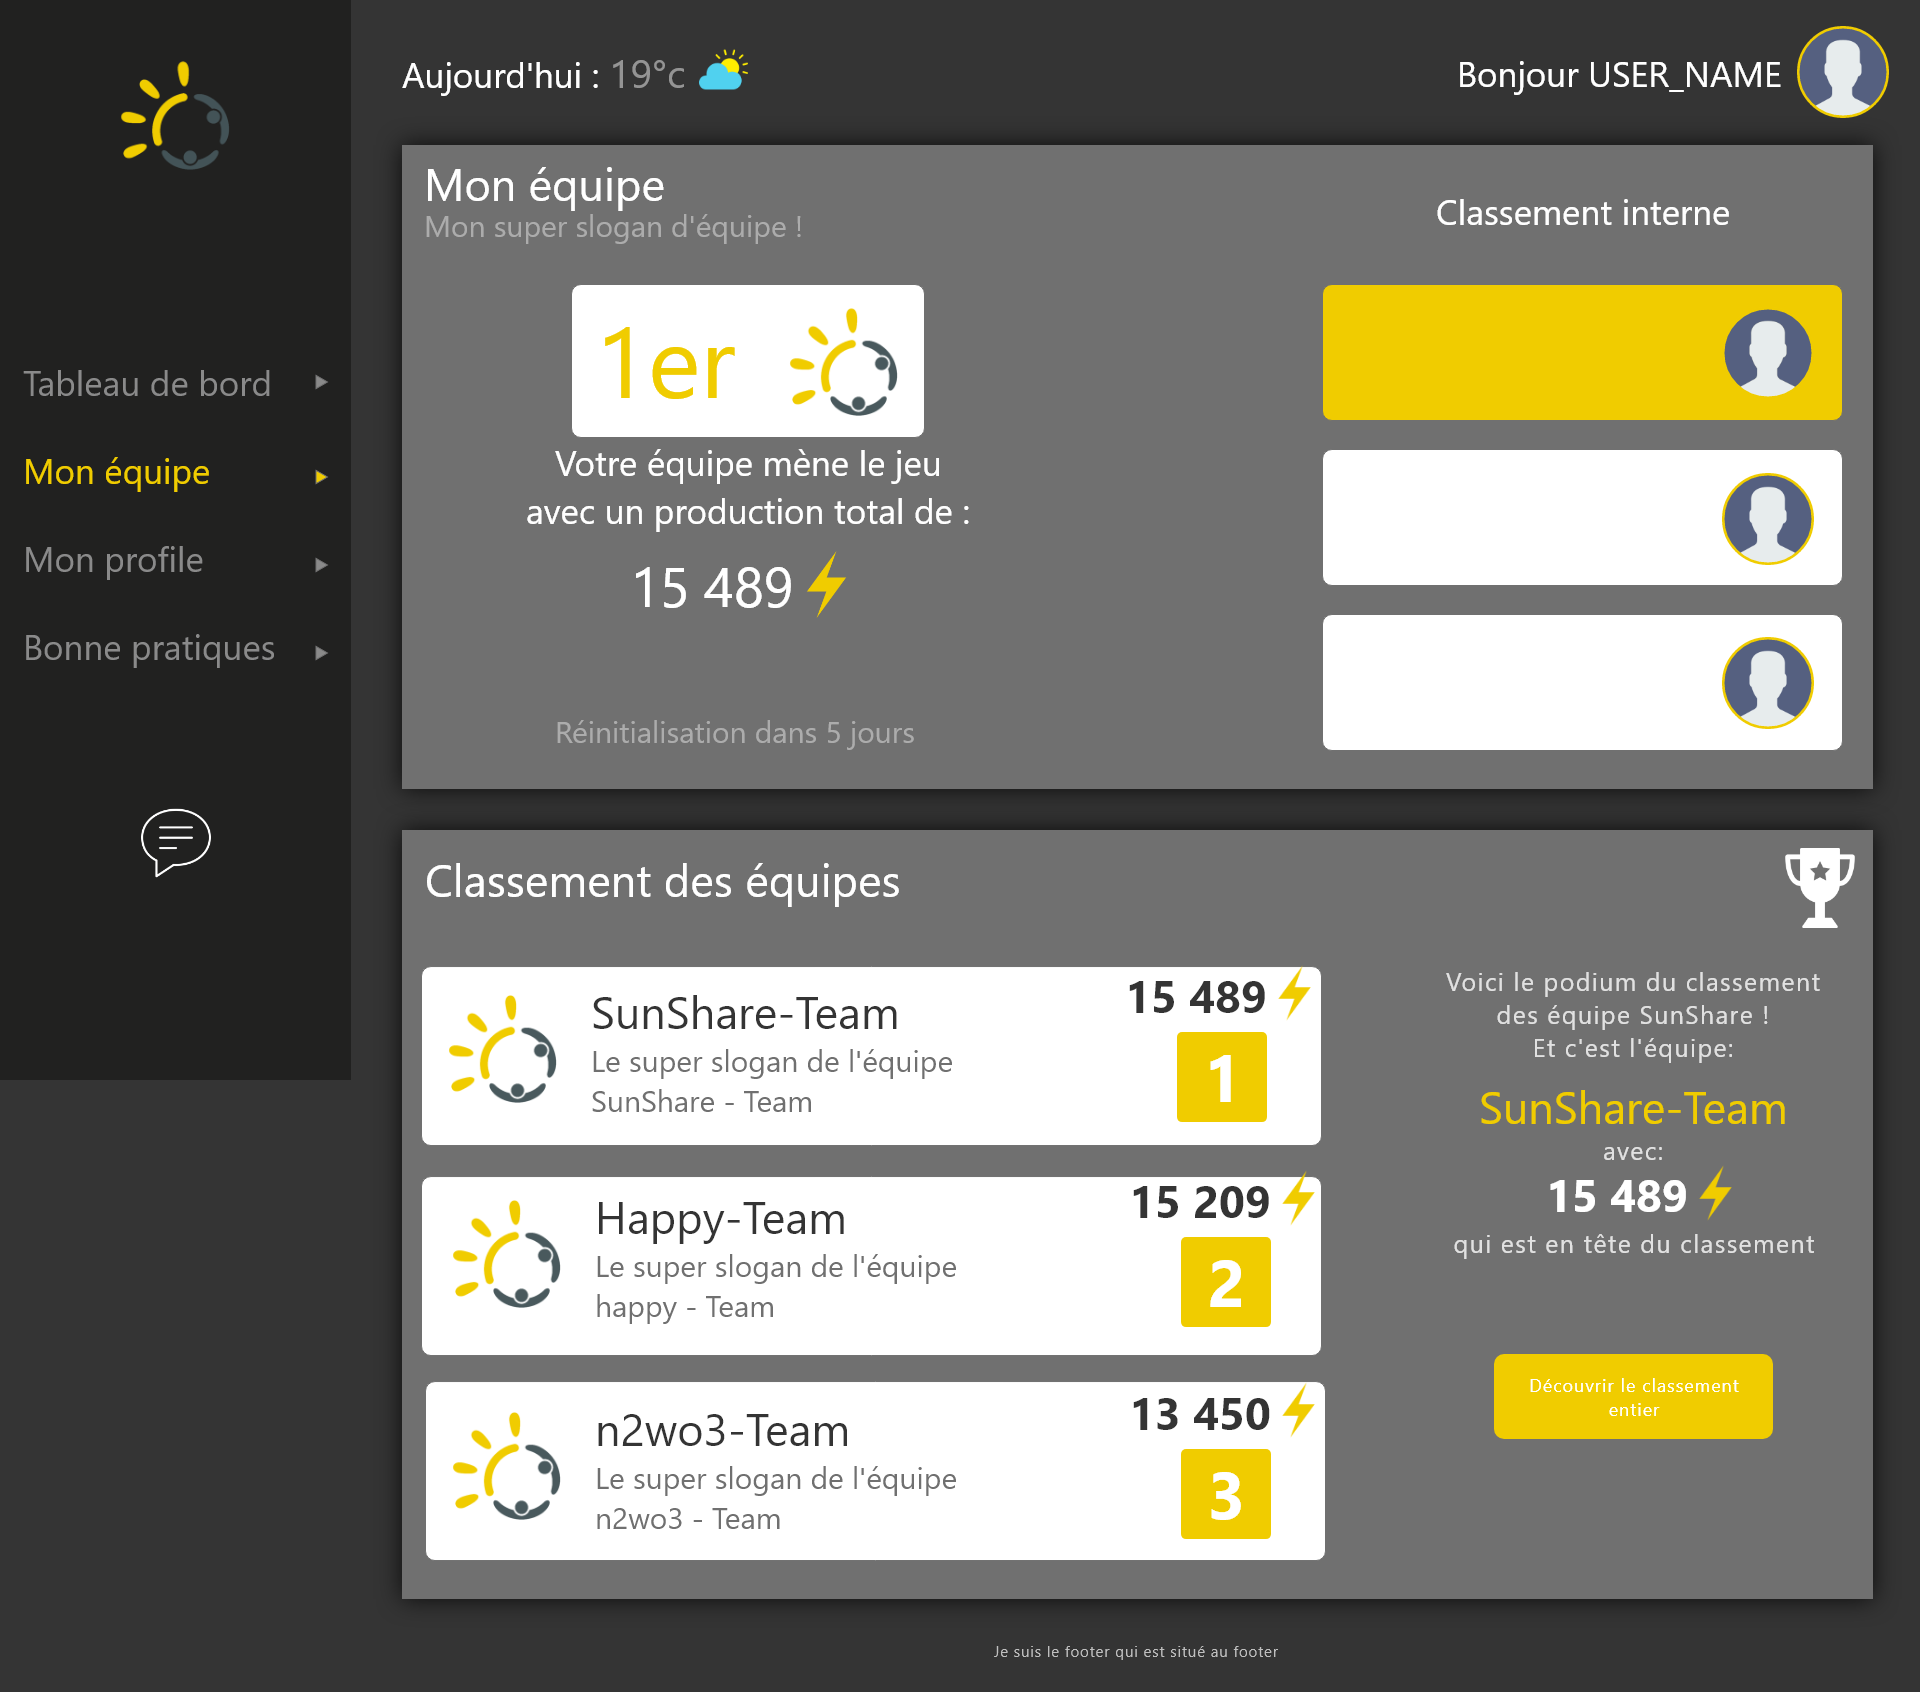 Aujourd'hui : 19°c
Bonjour USER_NAME
Tableau de bord
Mon équipe
Mon profile
Bonne pratiques
Mon équipe
Mon super slogan d'équipe !
1er
Votre équipe mène le jeu
avec un production total de :
15 489
Réinitialisation dans 5 jours
Classement interne
Classement des équipes
SunShare-Team
Le super slogan de l'équipe
SunShare - Team
15 489
1
Happy-Team
Le super slogan de l'équipe
happy - Team
15 209
2
n2wo3-Team
Le super slogan de l'équipe
n2wo3 - Team
13 450
3
Voici le podium du classement
des équipe SunShare !
Et c'est l'équipe:
SunShare-Team
avec:
15 489
qui est en tête du classement
Découvrir le classement
entier
Je suis le footer qui est situé au footer